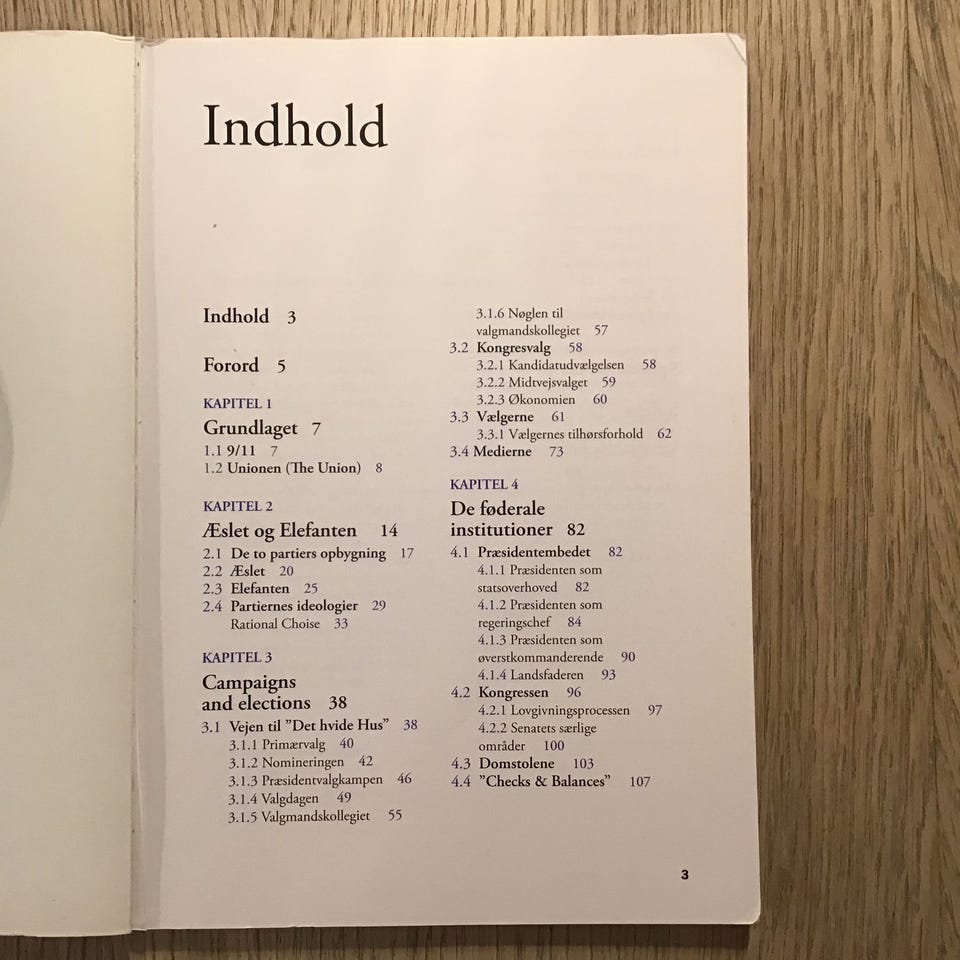 Indhold
Indhold 3
Forord 5
KAPITEL 1
Grundlaget 7
1.1 9/11 7
1.2 Unionen (The Union) 8
KAPITEL 2
Æslet og Elefanten 14
2.1 De to partiers opbygning 17
2.2 Æslet 20
2.3 Elefanten 25
2.4 Partiernes ideologier 29
Rational Choise 33
KAPITEL 3
Campaigns
and elections 38
3.1 Vejen til ”Det hvide Hus” 38
3.1.1 Primærvalg 40
3.1.2 Nomineringen 42
3.1.3 Præsidentvalgkampen 46
3.1.4 Valgdagen 49
3.1.5 Valgmandskollegiet 55
3.1.6 Nøglen til
valgmandskollegiet 57
3.2 Kongresvalg 58
3.2.1 Kandidatudvælgelsen 58
3.2.2 Midtvejsvalget 59
3.2.3 Økonomien 60
3.3 Vælgerne 61
3.3.1 Vælgernes tilhørsforhold 62
3.4 Medierne 73
KAPITEL 4
De føderale
institutioner 82
4.1 Præsidentembedet 82
4.1.1 Præsidenten som
statsoverhoved 82
4.1.2 Præsidenten som
regeringschef 84
4.1.3 Præsidenten som
øverstkommanderende 90
4.1.4 Landsfaderen 93
4.2 Kongressen 96
4.2.1 Lovgivningsprocessen 97
4.2.2 Senatets særlige
områder 100
4.3 Domstolene 103
4.4 ”Checks & Balances” 107
3